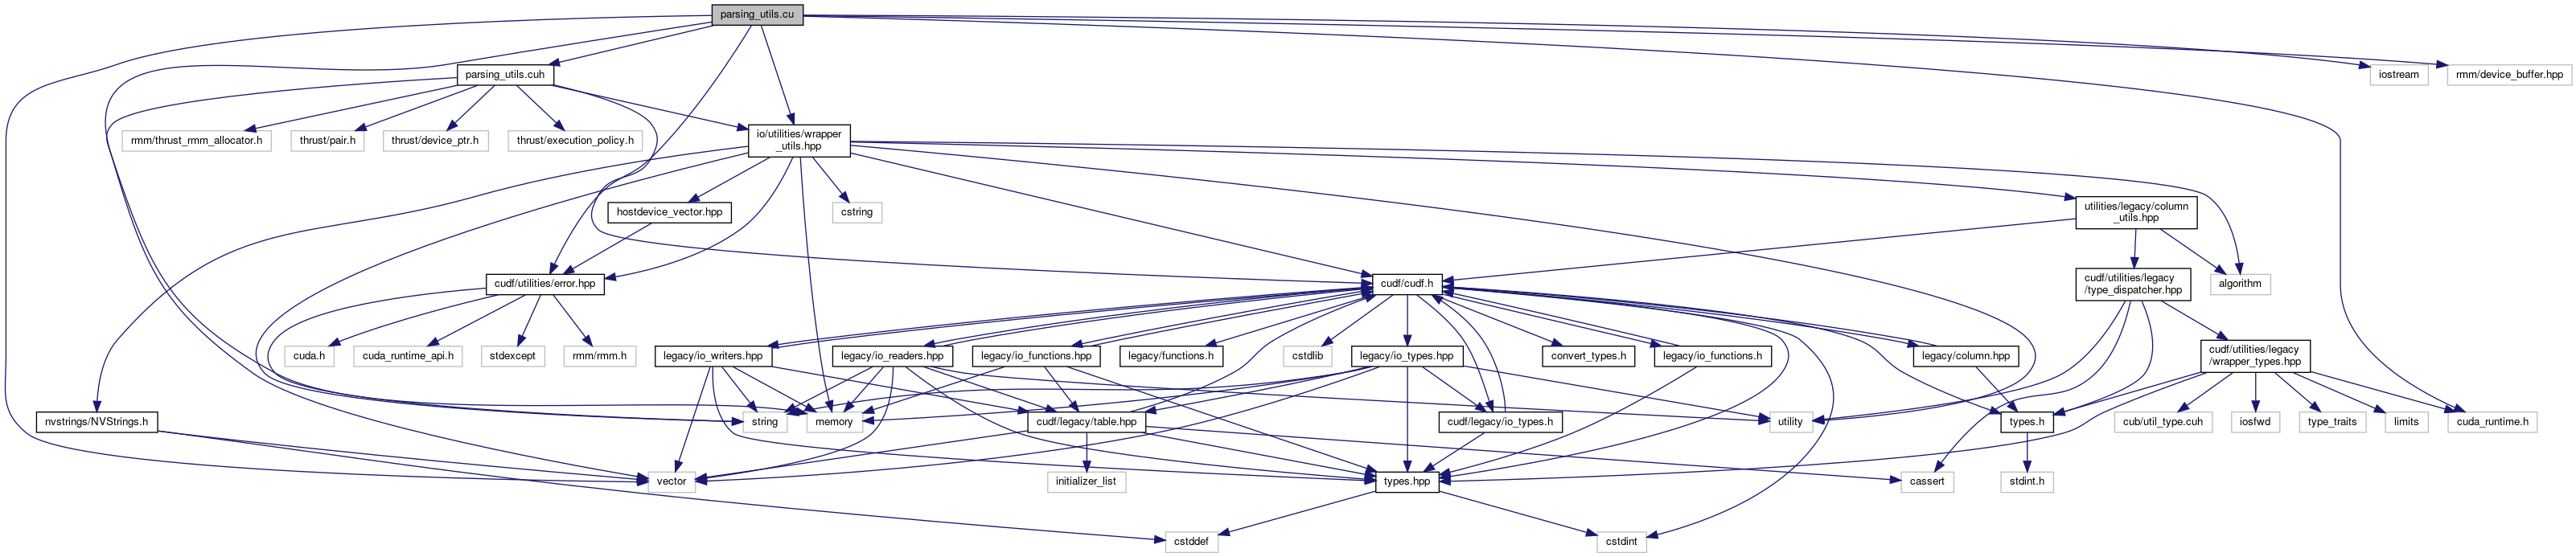 parsing_utils.cu
parsing_utils.cuh
iostream
rmm/device_buffer.hpp
rmm/thrust_rmm_allocator.h
thrust/pair.h
thrust/device_ptr.h
thrust/execution_policy.h
io/utilities/wrapper
_utils.hpp
hostdevice_vector.hpp
cstring
utilities/legacy/column
_utils.hpp
cudf/utilities/error.hpp
cudf/cudf.h
cudf/utilities/legacy
/type_dispatcher.hpp
algorithm
cuda.h
cuda_runtime_api.h
stdexcept
rmm/rmm.h
legacy/io_writers.hpp
legacy/io_readers.hpp
legacy/io_functions.hpp
legacy/functions.h
cstdlib
legacy/io_types.hpp
convert_types.h
legacy/io_functions.h
legacy/column.hpp
cudf/utilities/legacy
/wrapper_types.hpp
nvstrings/NVStrings.h
string
memory
cudf/legacy/table.hpp
cudf/legacy/io_types.h
utility
types.h
cub/util_type.cuh
iosfwd
type_traits
limits
cuda_runtime.h
vector
initializer_list
types.hpp
cassert
stdint.h
cstddef
cstdint